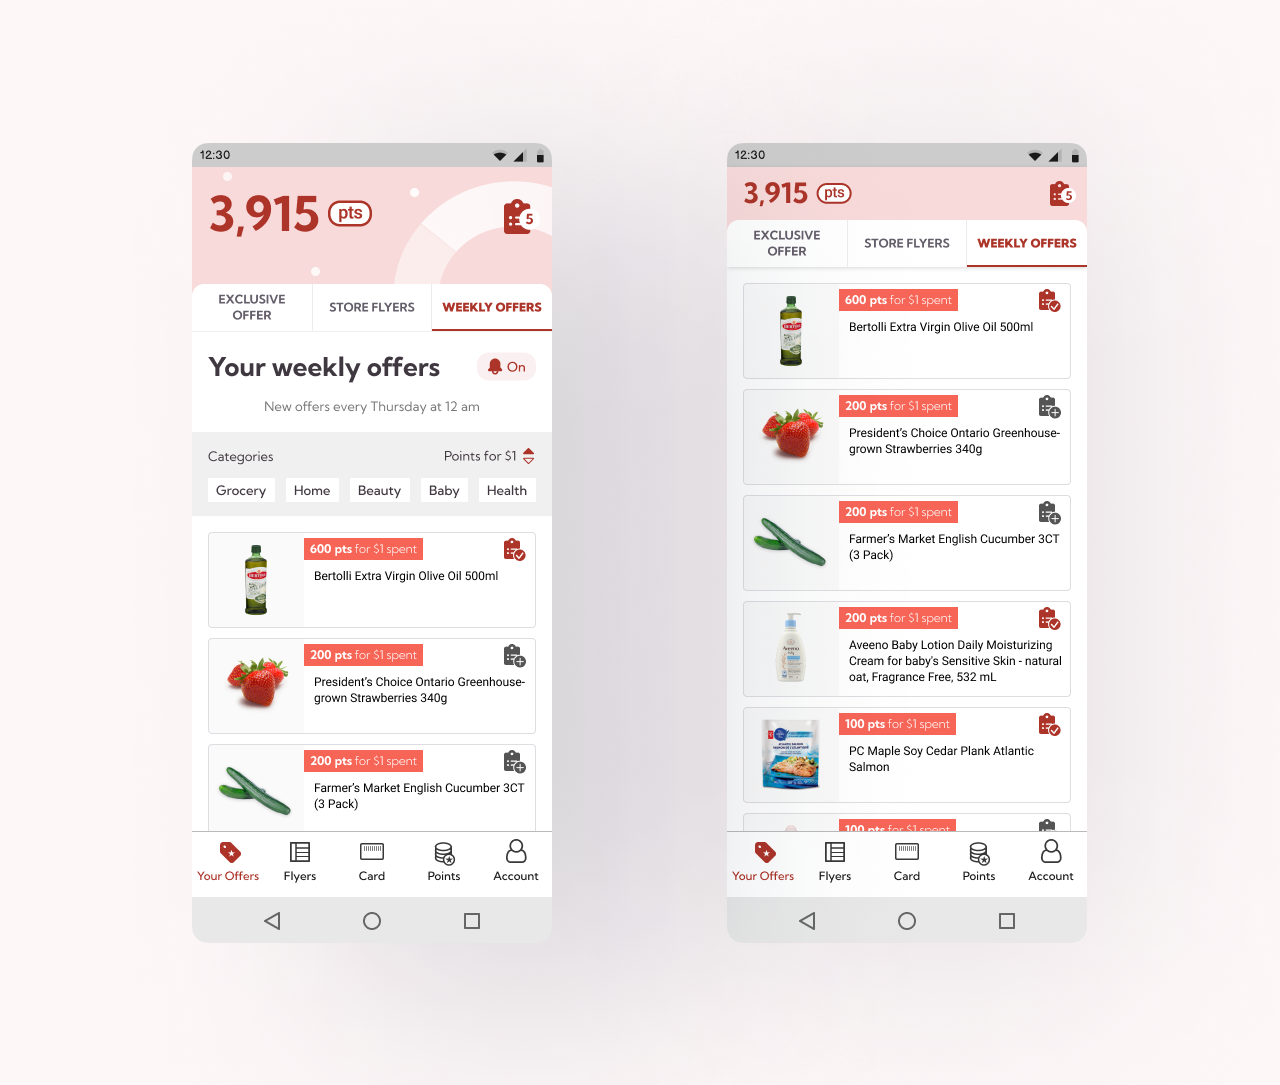 12:30
3,915 pts
5
EXCLUSIVE
OFFER
STORE FLYERS
WEEKLY OFFERS
Your weekly offers
On
New offers every Thursday at 12 am
Categories
Points for $1
Grocery
Home
Beauty
Baby
Health
600 pts for $1 spent
Bertolli Extra Virgin Olive Oil 500ml
200 pts for $1 spent
President's Choice Ontario Greenhouse-
grown Strawberries 340g
200 pts for $1 spent
Farmer's Market English Cucumber 3CT
(3 Pack)
Your Offers
Flyers
Card
Points
Account
12:30
3,915 pts
5
EXCLUSIVE
OFFER
STORE FLYERS
WEEKLY OFFERS
600 pts for $1 spent
Bertolli Extra Virgin Olive Oil 500ml
200 pts for $1 spent
President's Choice Ontario Greenhouse-
grown Strawberries 340g
200 pts for $1 spent
Farmer's Market English Cucumber 3CT
(3 Pack)
Aveeno
200 pts for $1 spent
Aveeno Baby Lotion Daily Moisturizing
Cream for baby's Sensitive Skin - natural
oat, Fragrance Free, 532 mL
100 pts for $1 spent
PC Maple Soy Cedar Plank Atlantic
Salmon
100 pts for $1 spent
Your Offers
Flyers
Card
Points
Account